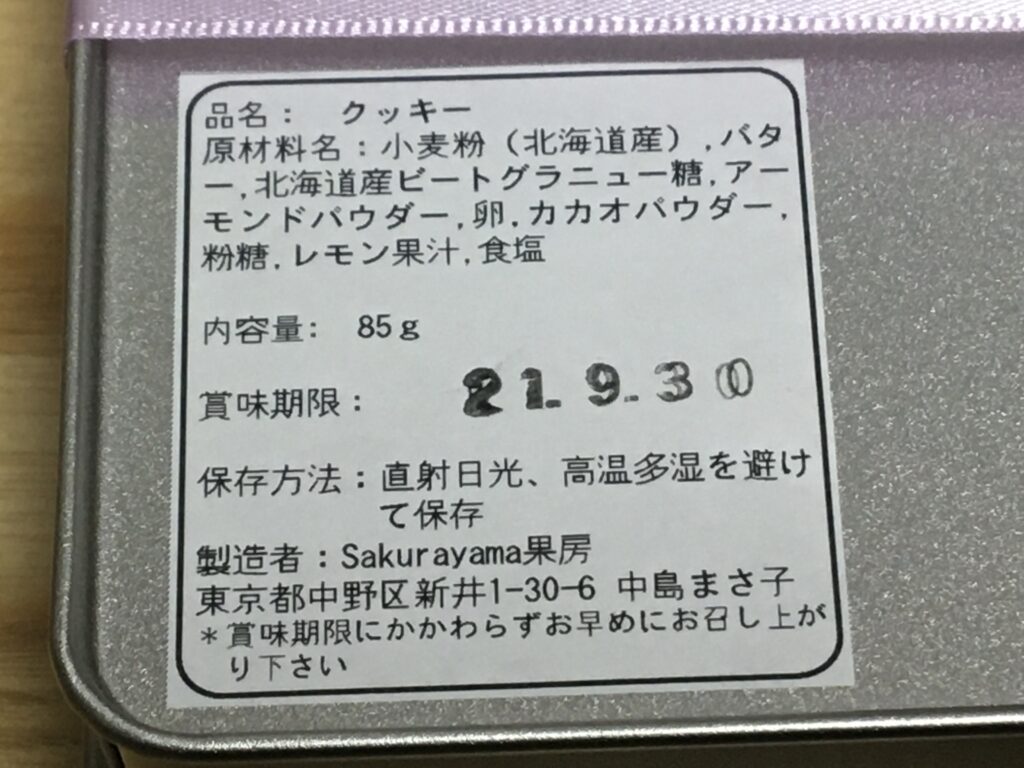 品名： クッキー
原材料名：小麦粉（北海道産）,バタ
ー,北海道産ビートグラニュー糖,アー
モンドパウダー,卵,カカオパウダー,
粉糖,レモン果汁,食塩
内容量： 85g
賞味期限： 21.9.30
保存方法：直射日光、高温多湿を避け
て保存
製造者：Sakurayama果房
東京都中野区新井1-30-6 中島まさ子
*賞味期限にかかわらずお早めにお召し上が
り下さい